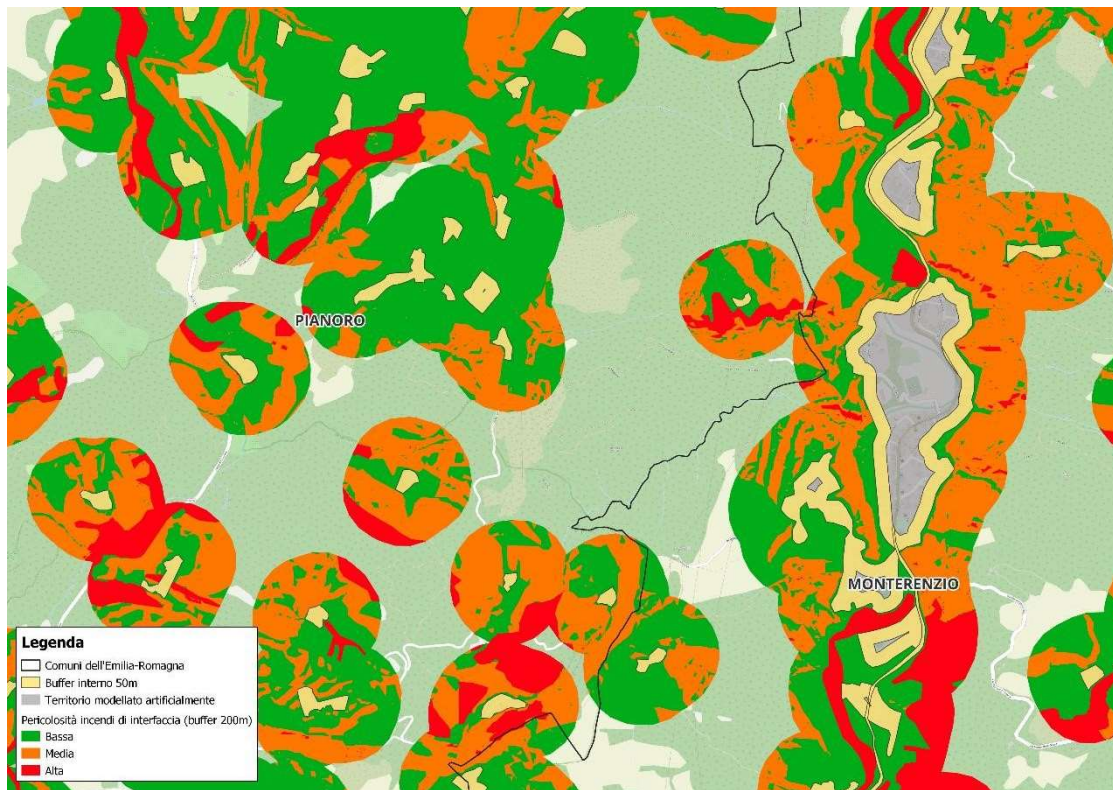 PIANORO
MONTERENZIO
Legenda
Comuni dell'Emilia-Romagna
Buffer interno 50m
Territorio modellato artificialmente
Pericolosità incendi di interfaccia (buffer 200m)
Bassa
Media
Alta